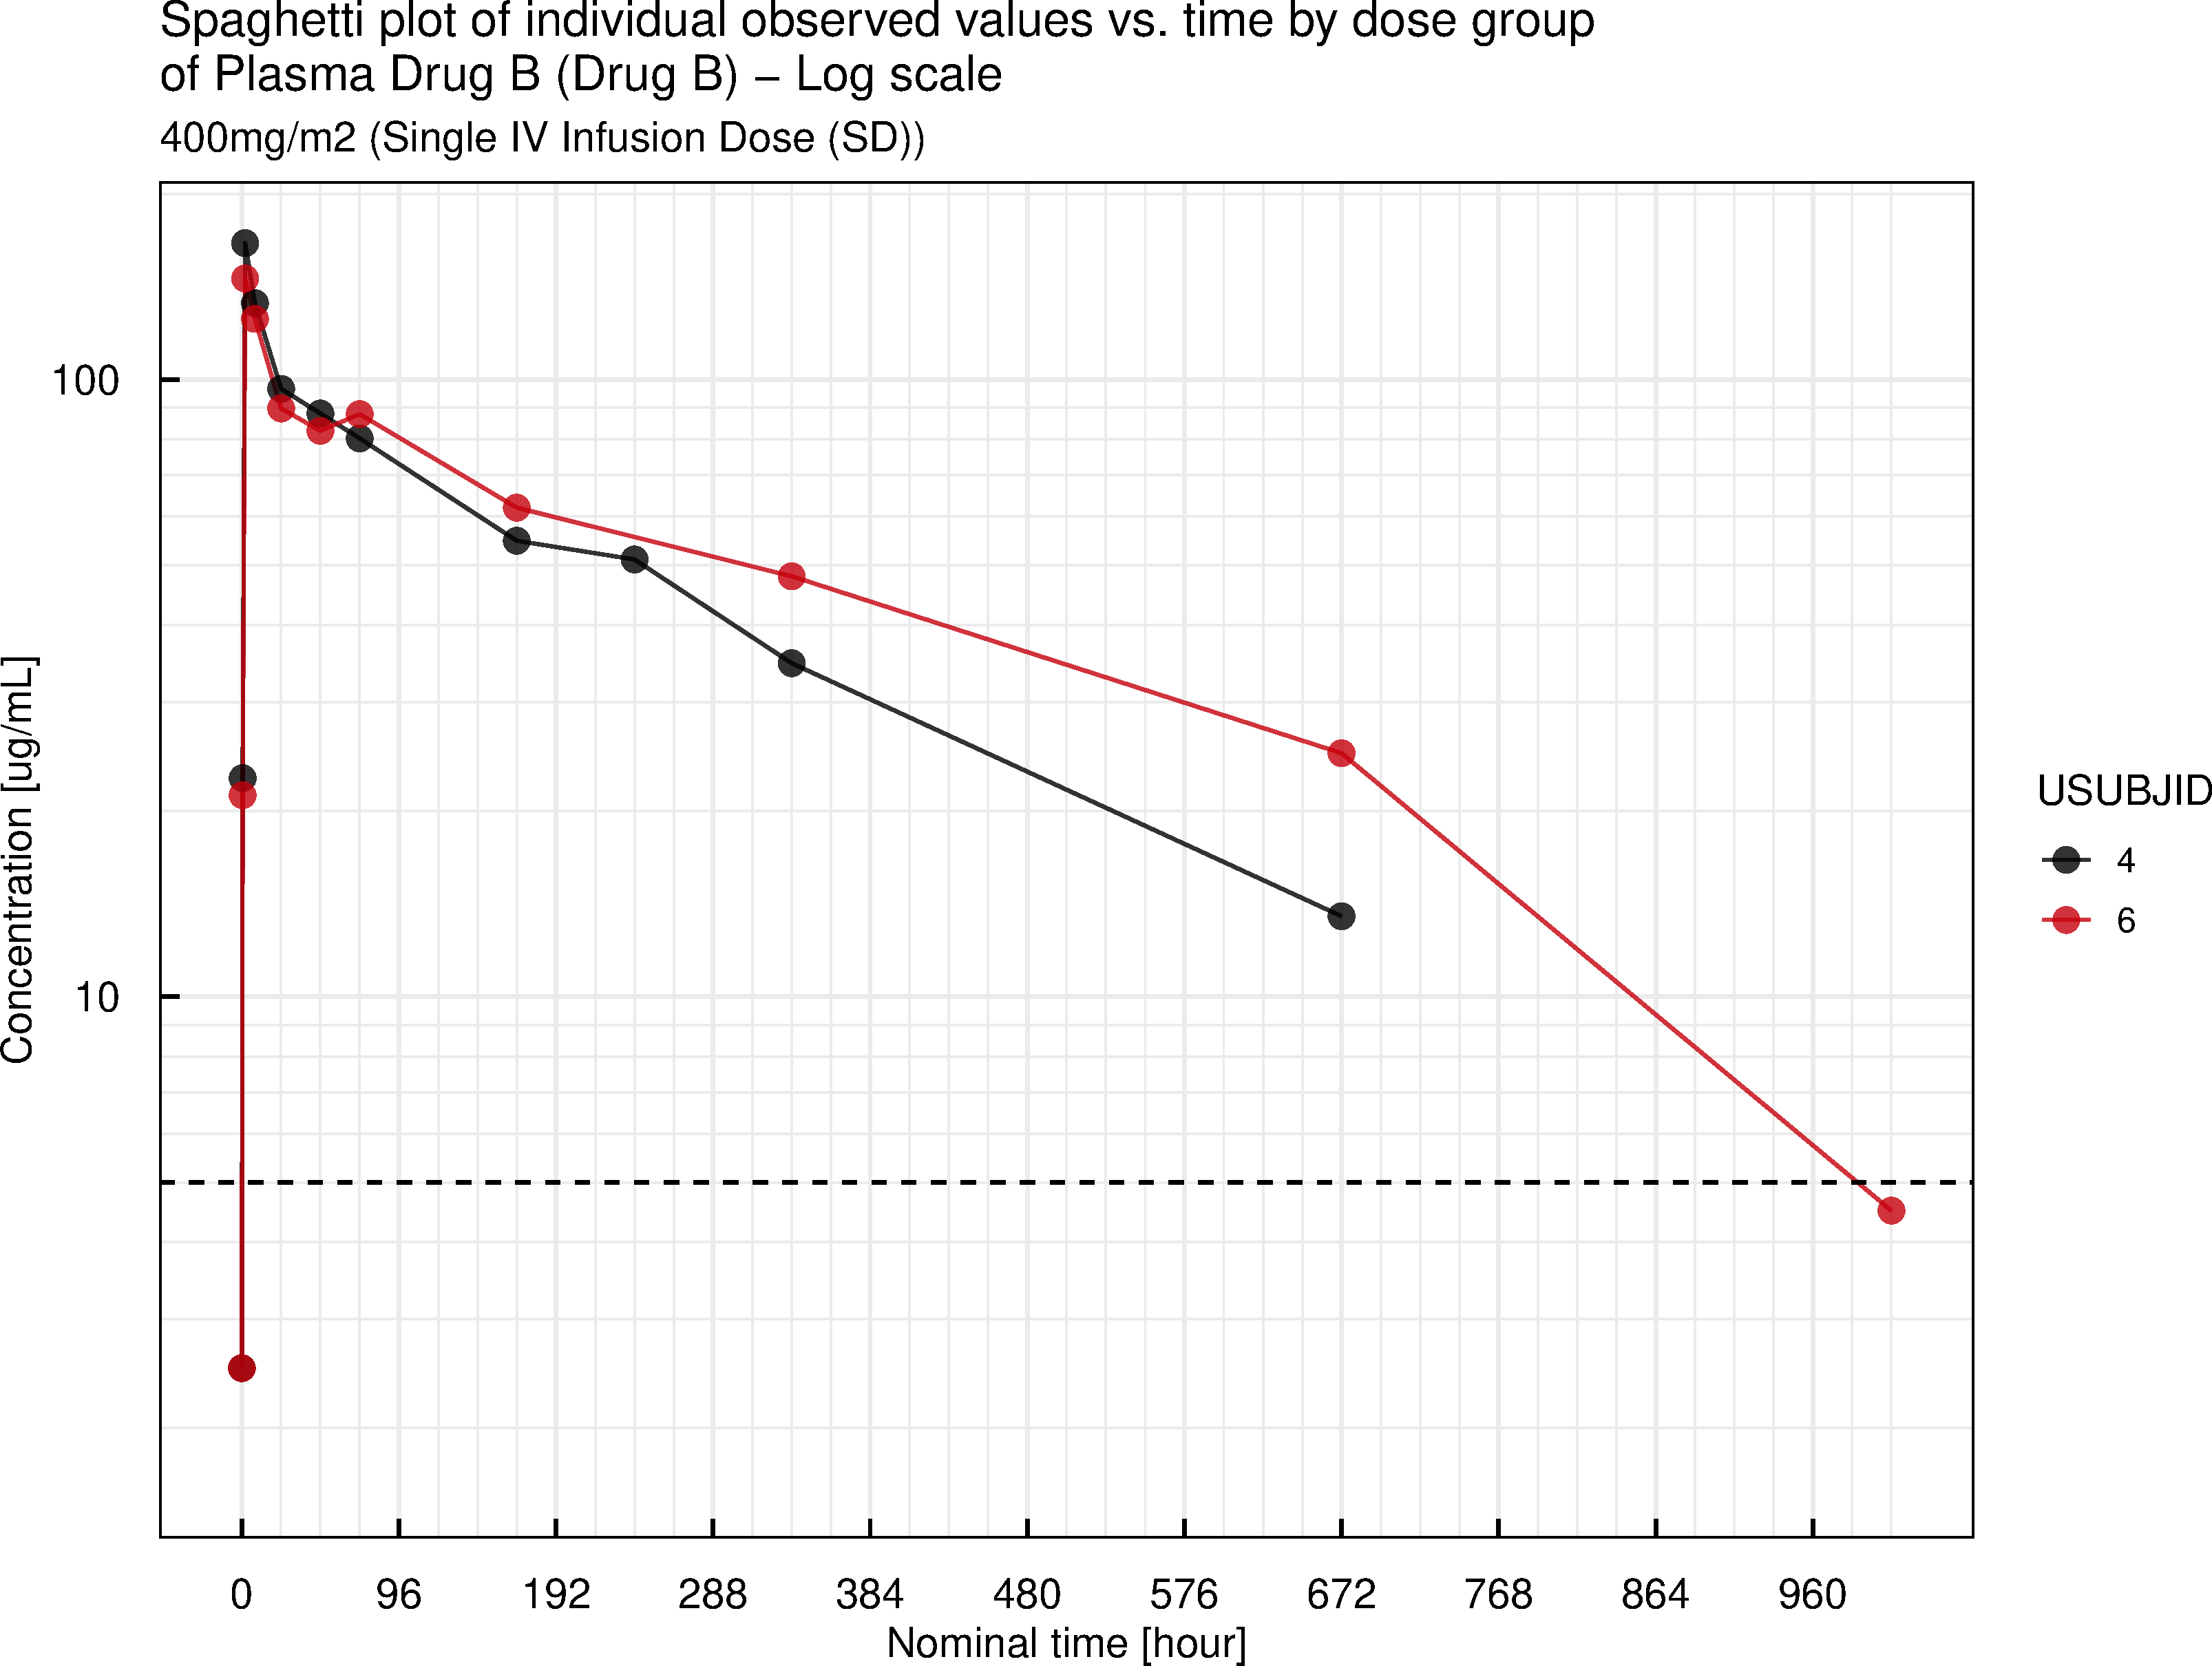 Spaghetti plot of individual observed values vs. time by dose group
of Plasma Drug B (Drug B) − Log scale
400mg/m2 (Single IV Infusion Dose (SD))
100
10
Concentration [ug/mL]
USUBJID
4
6
0 96 192 288 384 480 576 672 768 864 960
Nominal time [hour]